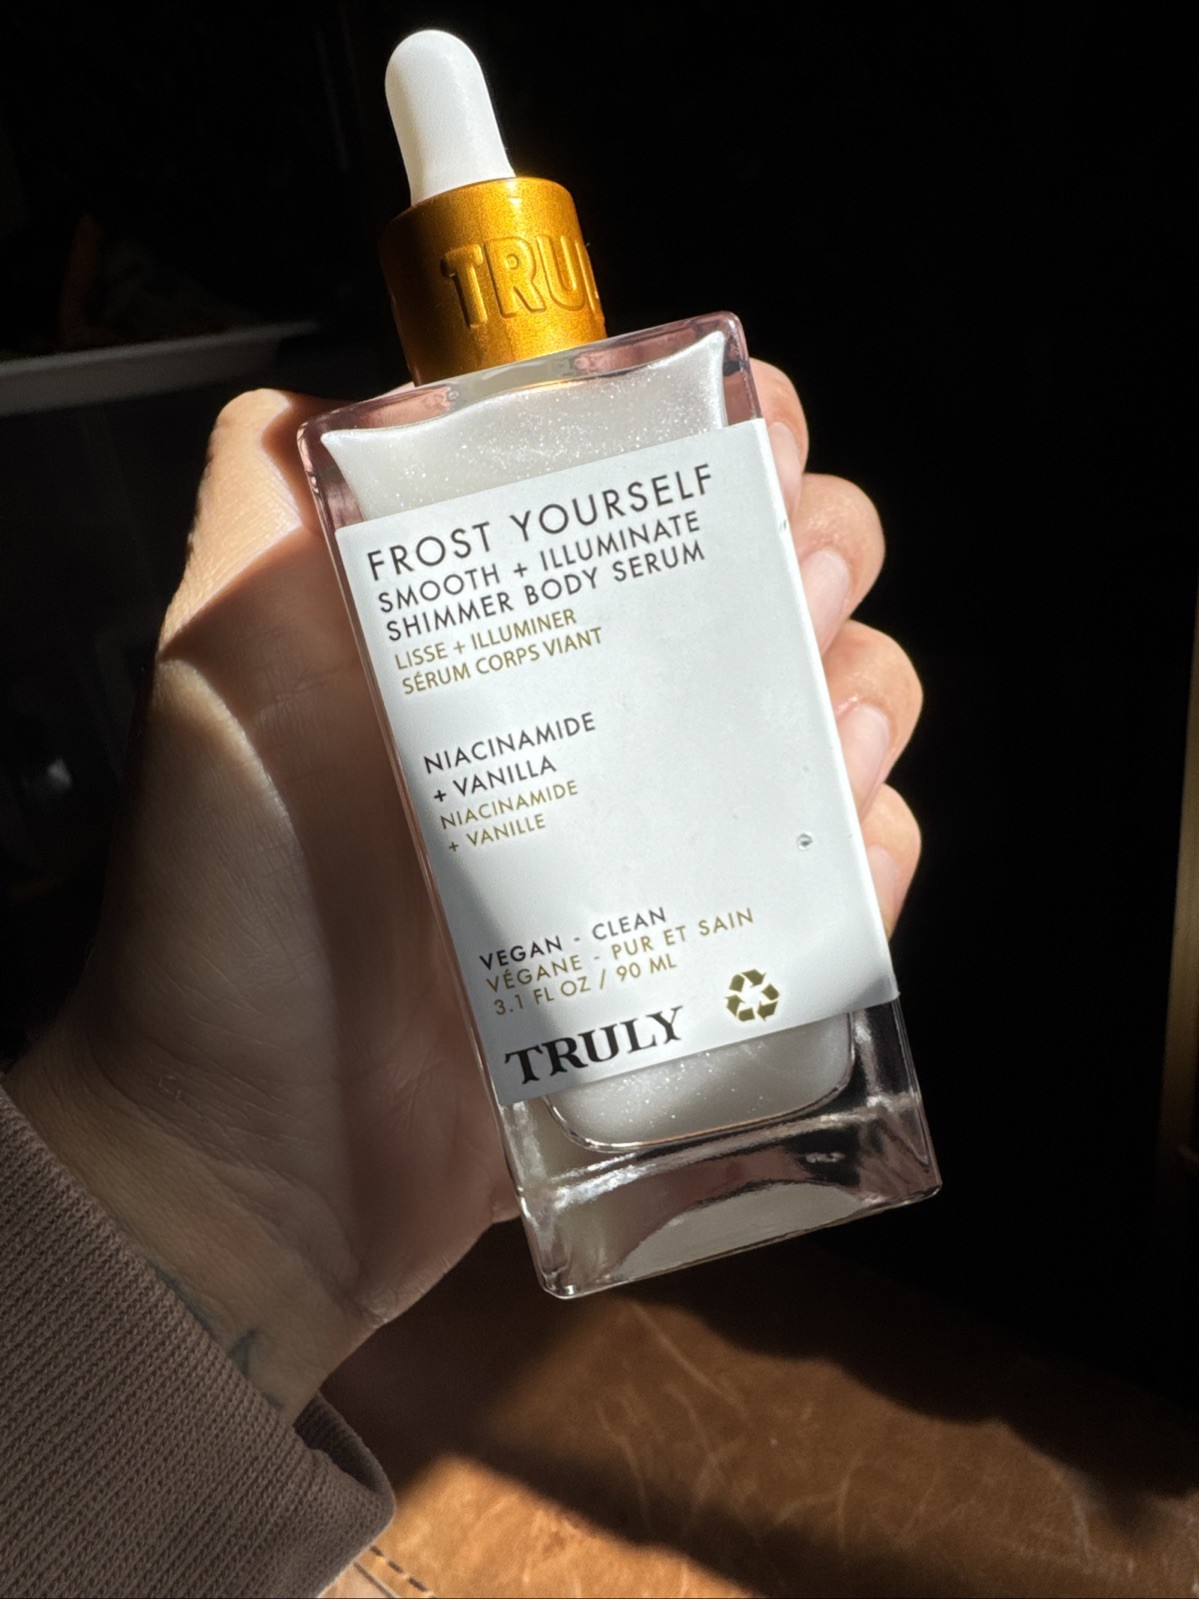 TRULY
FROST YOURSELF
SMOOTH + ILLUMINATE
SHIMMER BODY SERUM
LISSE + ILLUMINER
SÉRUM CORPS VIANT
NIACINAMIDE
+ VANILLA
NIACINAMIDE
+ VANILLE
VEGAN - CLEAN
VÉGANE - PUR ET SAIN
3.1 FL OZ / 90 ML
TRULY